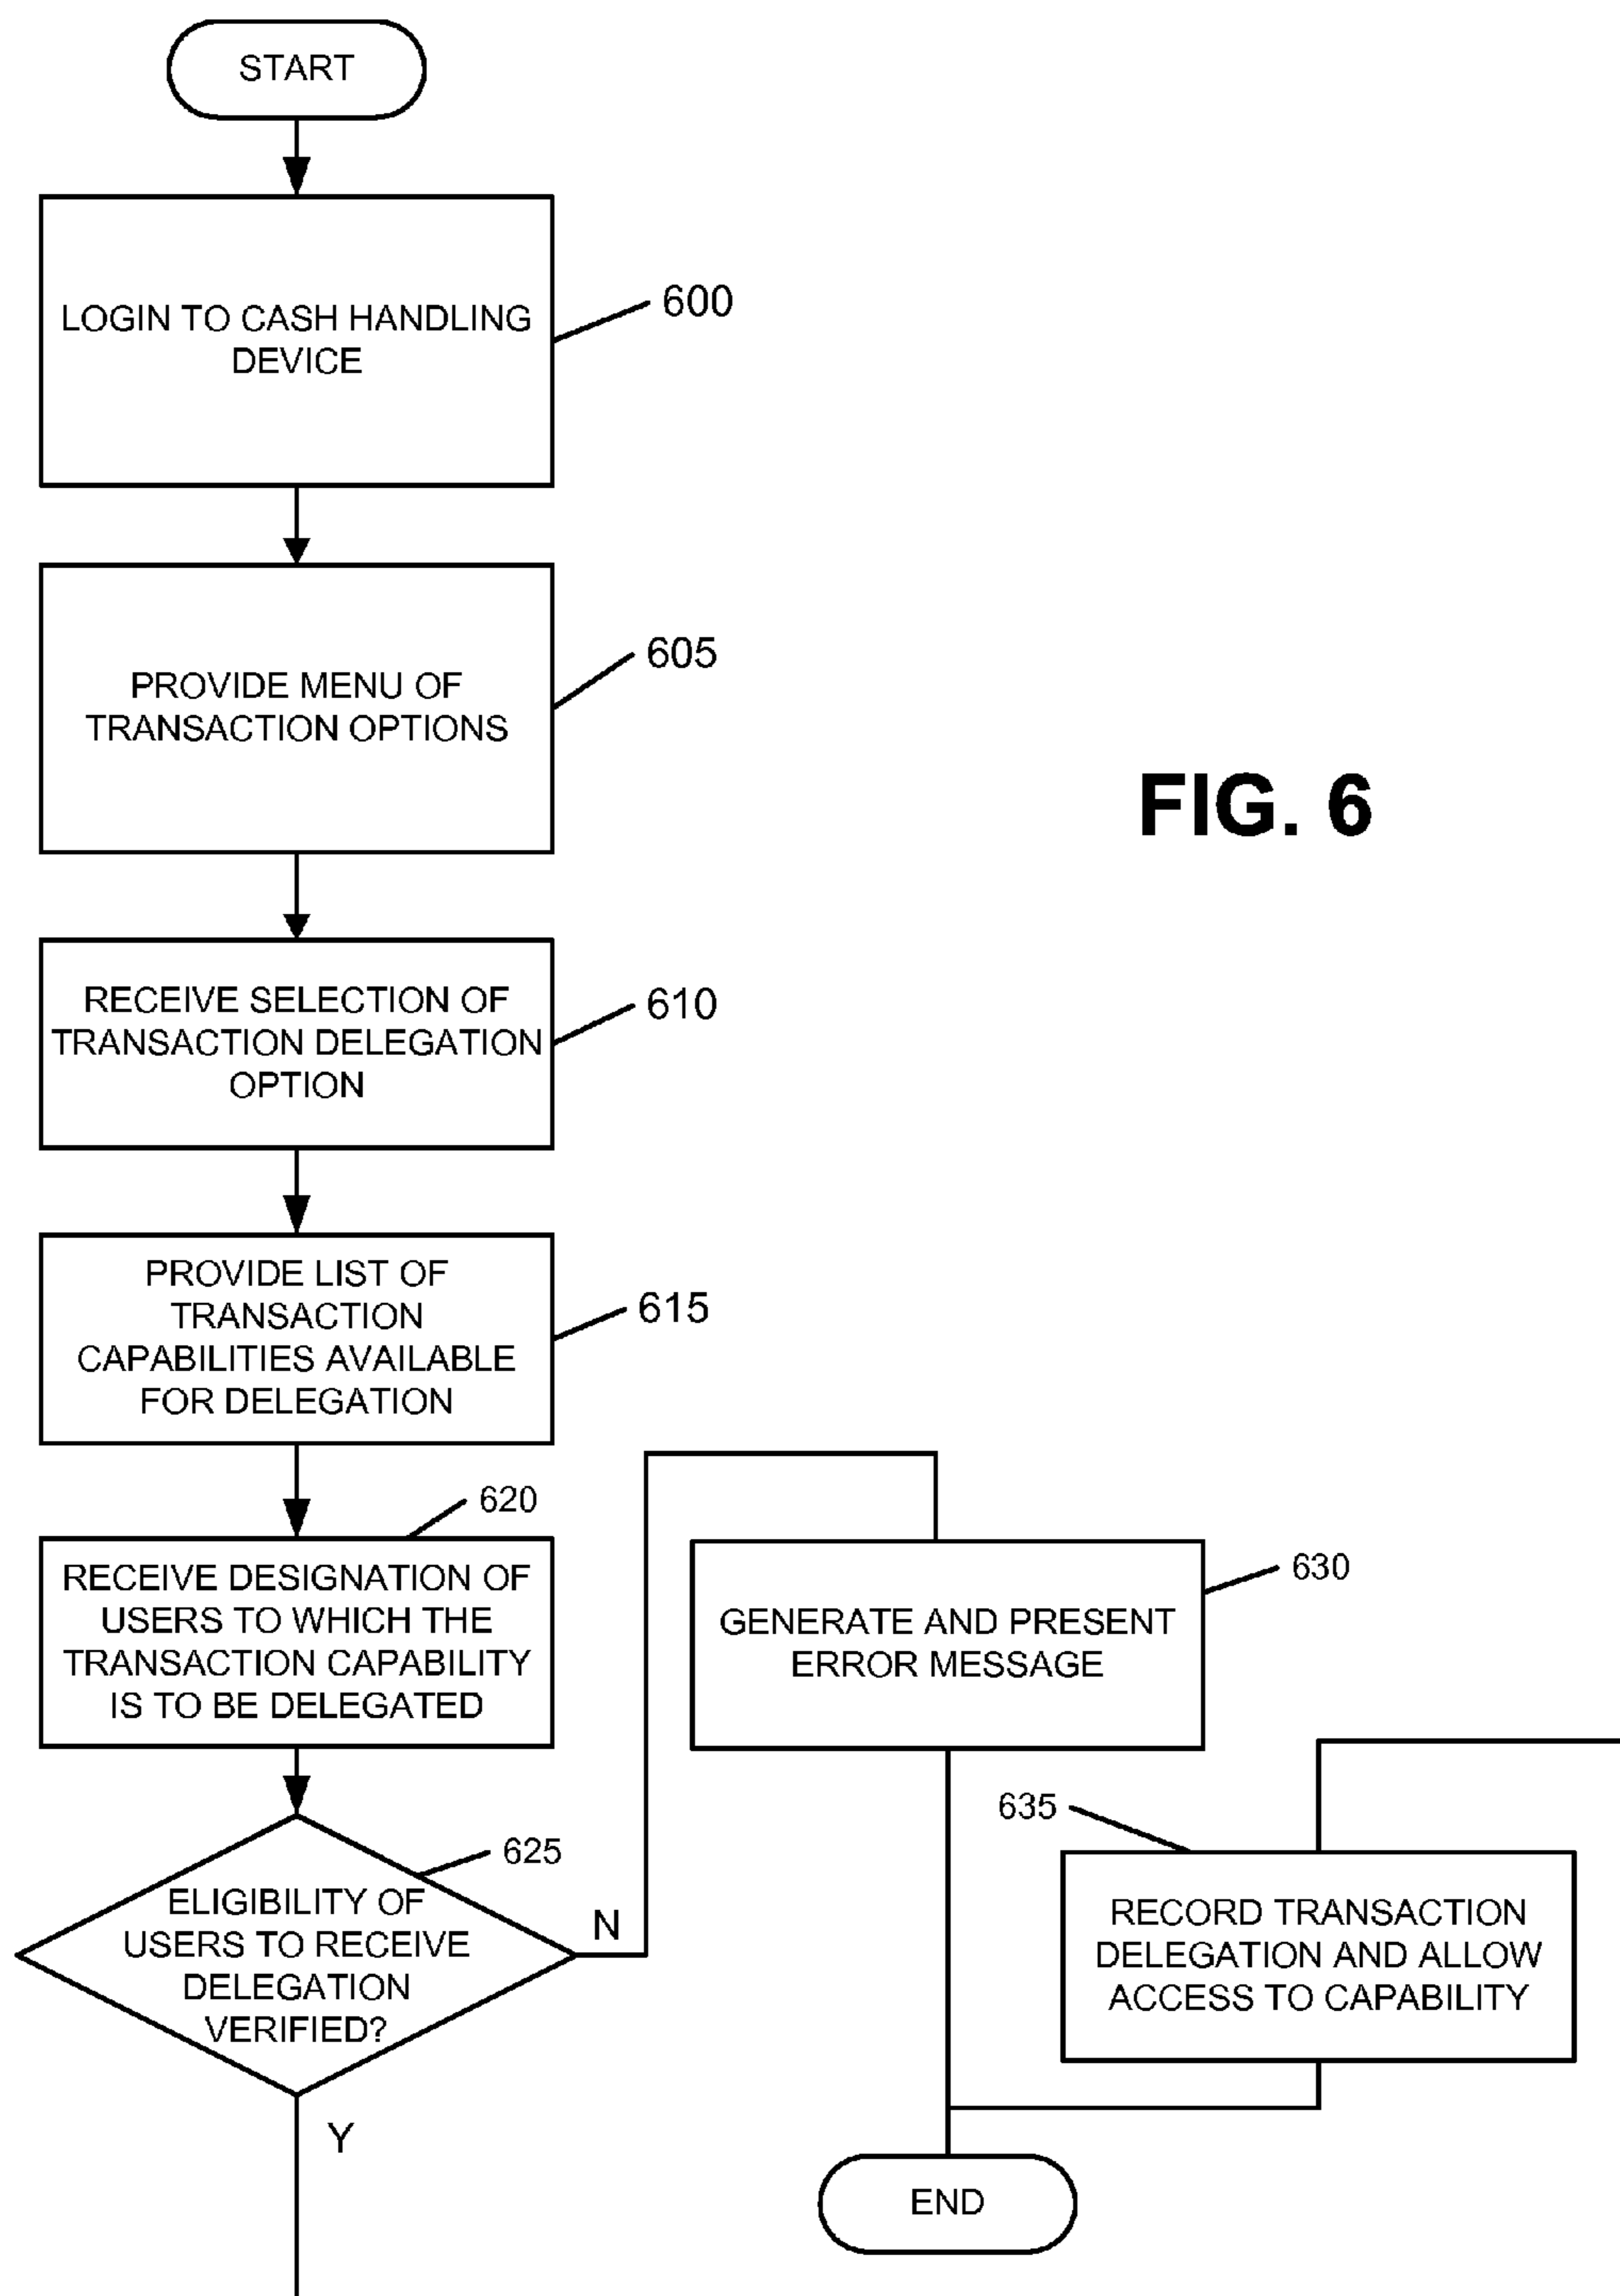 START
LOGIN TO CASH HANDLING
DEVICE
600
PROVIDE MENU OF
TRANSACTION OPTIONS
605
FIG. 6
RECEIVE SELECTION OF
TRANSACTION DELEGATION
OPTION
610
PROVIDE LIST OF
TRANSACTION
CAPABILITIES AVAILABLE
FOR DELEGATION
615
620
RECEIVE DESIGNATION OF
USERS TO WHICH THE
TRANSACTION CAPABILITY
IS TO BE DELEGATED
625
ELIGIBILITY OF
USERS TO RECEIVE
DELEGATION
VERIFIED?
N
Y
630
GENERATE AND PRESENT
ERROR MESSAGE
635
RECORD TRANSACTION
DELEGATION AND ALLOW
ACCESS TO CAPABILITY
END